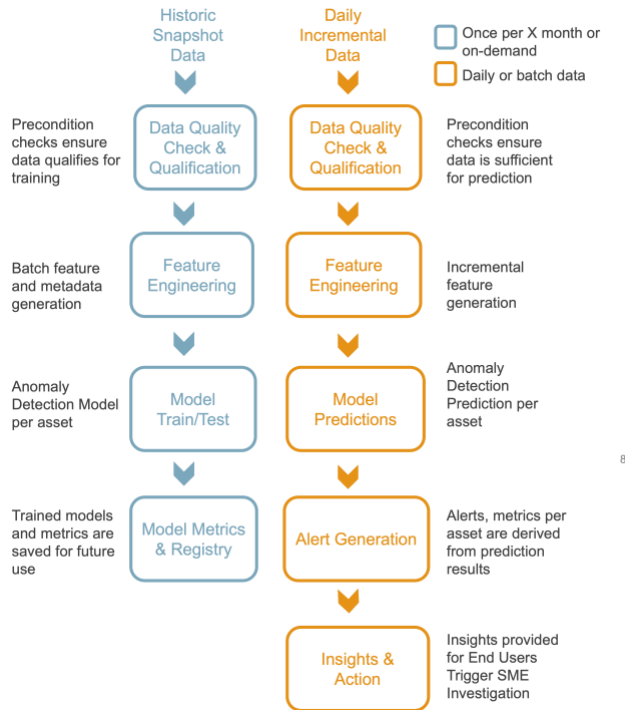 Historic
Snapshot
Data
Daily
Incremental
Data
Once per X month or
on-demand
Daily or batch data
Precondition
checks ensure
data qualifies for
training
Data Quality
Check &
Qualification
Data Quality
Check &
Qualification
Precondition
checks ensure
data is sufficient
for prediction
Batch feature
and metadata
generation
Feature
Engineering
Feature
Engineering
Incremental
feature
generation
Anomaly
Detection Model
per asset
Model
Train/Test
Model
Predictions
Anomaly
Detection
Prediction per
asset
8
Trained models
and metrics are
saved for future
use
Model Metrics
& Registry
Alert Generation
Alerts, metrics per
asset are derived
from prediction
results
Insights &
Action
Insights provided
for End Users
Trigger SME
Investigation